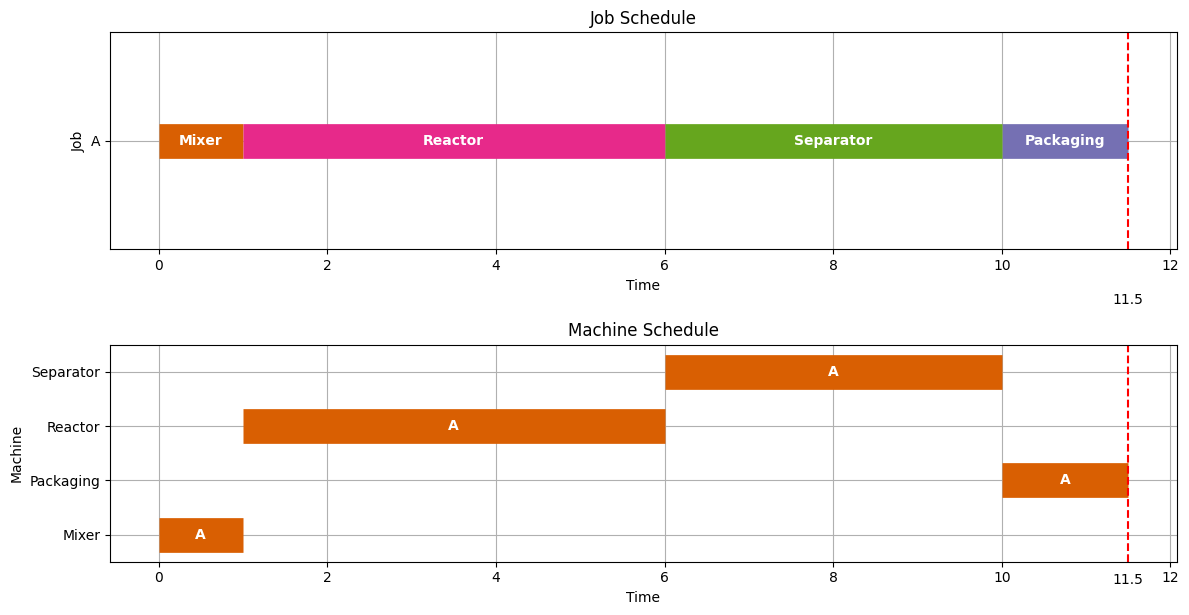 Job Schedule
Job
A
Mixer Reactor Separator Packaging
0 2 4 6 8 10 12
Time
11.5
Machine Schedule
Machine
Separator A
Reactor A
Packaging A
Mixer A
0 2 4 6 8 10 11.5 12
Time